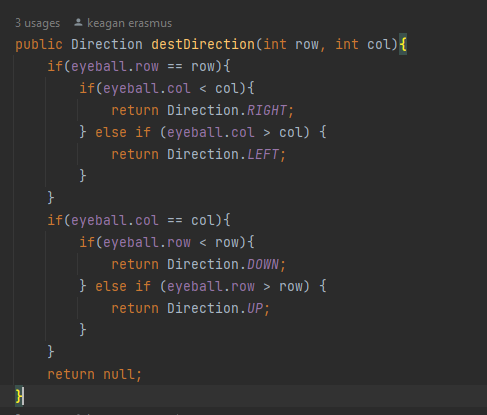 3 usages keagan erasmus
public Direction destDirection(int row, int col){
    if(eyeball.row == row){
        if(eyeball.col < col){
            return Direction.RIGHT;
        } else if (eyeball.col > col) {
            return Direction.LEFT;
        }
    }
    if(eyeball.col == col){
        if(eyeball.row < row){
            return Direction.DOWN;
        } else if (eyeball.row > row) {
            return Direction.UP;
        }
    }
    return null;
}